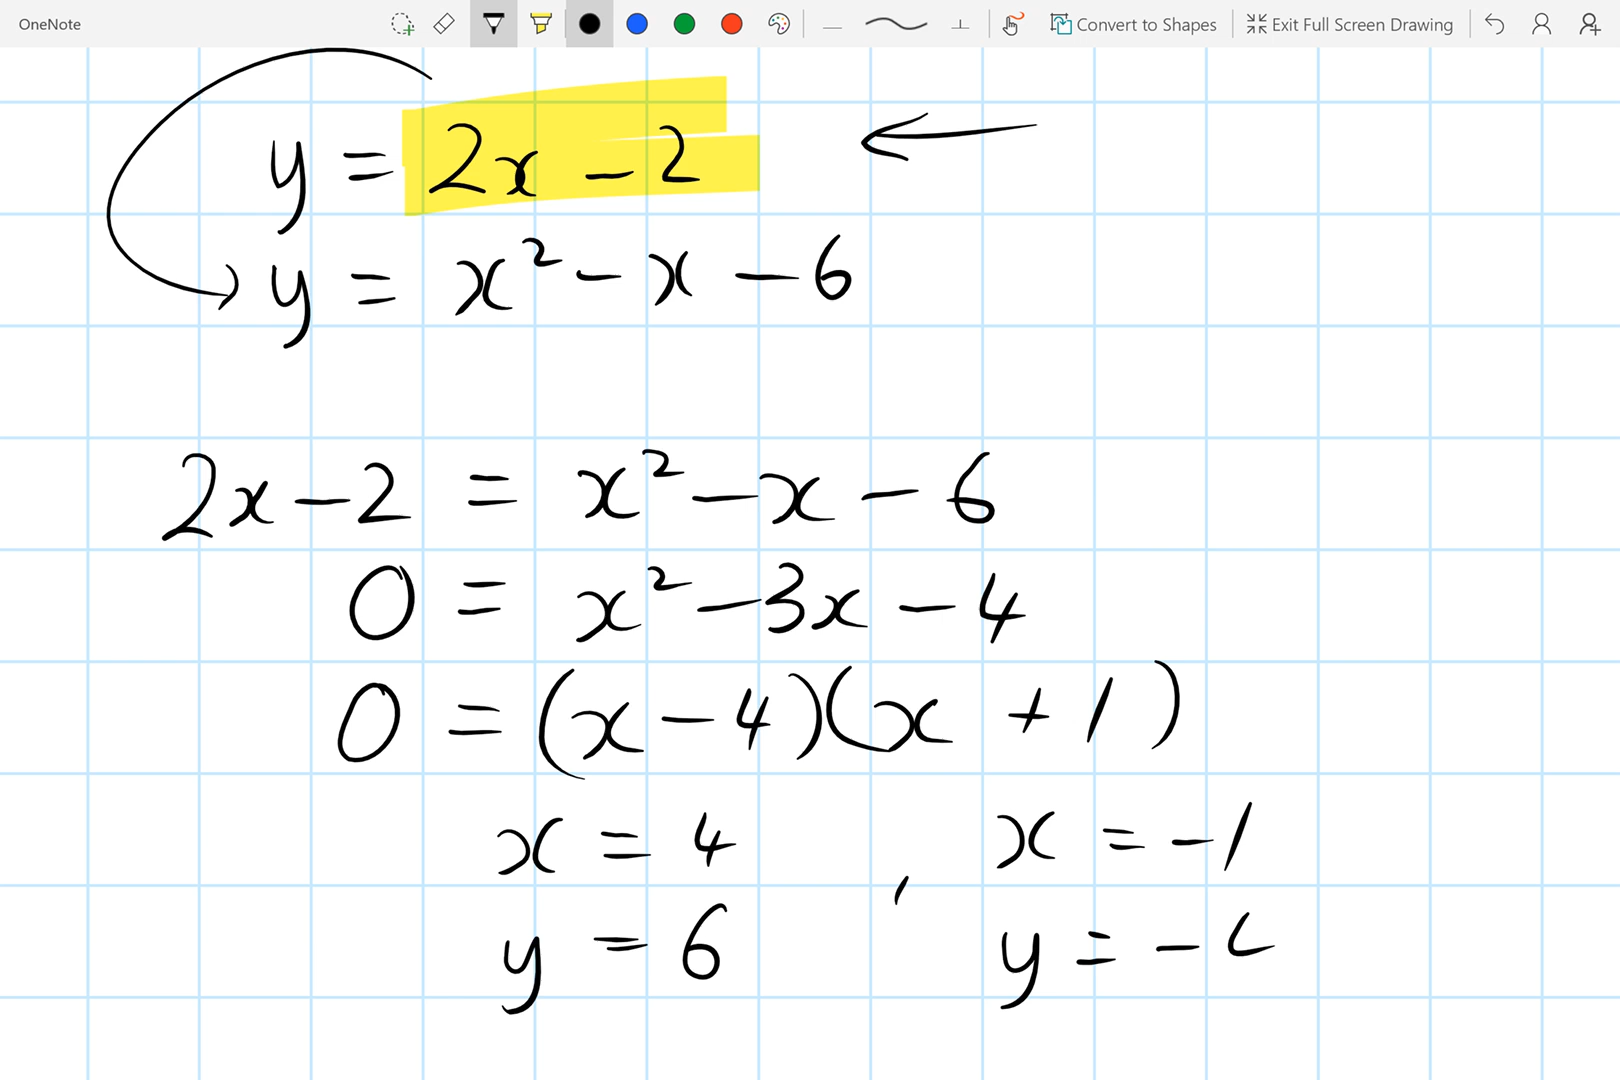 OneNote
Convert to Shapes
Exit Full Screen Drawing
y = 2x - 2
y = x² - x - 6
2x - 2 = x² - x - 6
0 = x² - 3x - 4
0 = (x - 4)(x + 1)
x = 4 , x = -1
y = 6 y = -